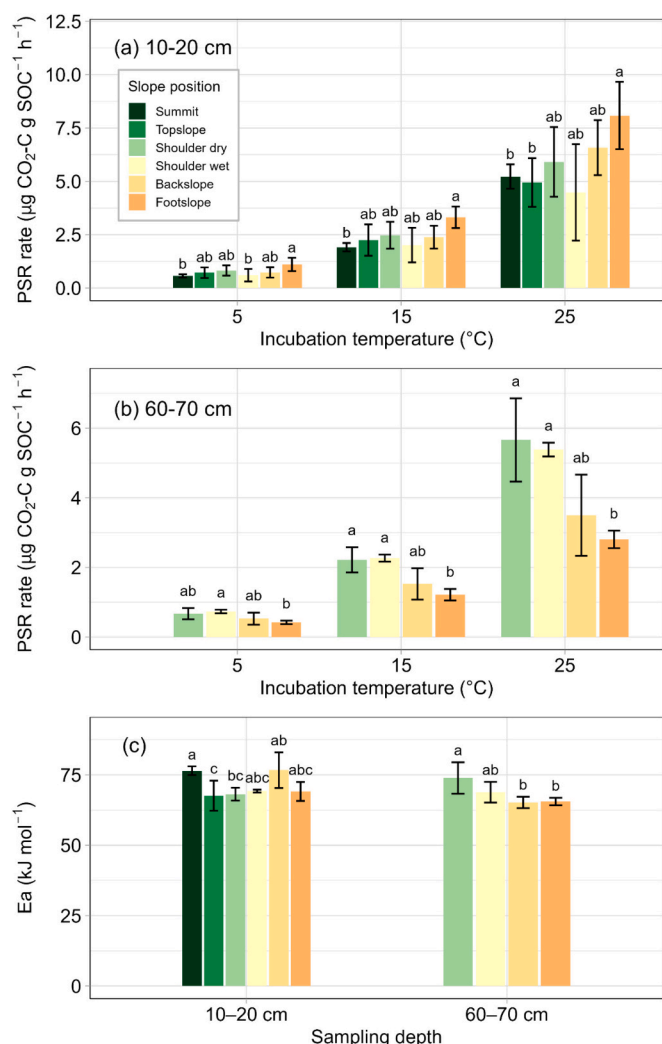 (a) 10-20 cm
Slope position
Summit
Topslope
Shoulder dry
Shoulder wet
Backslope
Footslope
PSR rate (µg CO₂-C g SOC⁻¹ h⁻¹)
12.5
10.0
7.5
5.0
2.5
0.0
b ab ab b ab a
b ab ab ab ab a
b b ab ab ab a
5 15 25
Incubation temperature (°C)
(b) 60-70 cm
PSR rate (µg CO₂-C g SOC⁻¹ h⁻¹)
6
4
2
0
ab a ab b
a a ab b
a a ab b
5 15 25
Incubation temperature (°C)
(c)
Ea (kJ mol⁻¹)
75
50
25
0
a c bc abc ab abc
a ab b b
10–20 cm 60–70 cm
Sampling depth